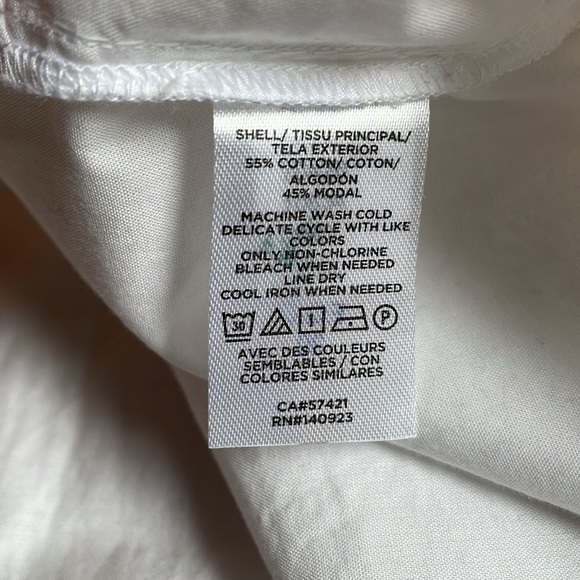 SHELL/ TISSU PRINCIPAL/
TELA EXTERIOR
55% COTTON/ COTON/
ALGODÓN
45% MODAL
MACHINE WASH COLD
DELICATE CYCLE WITH LIKE
COLORS
ONLY NON-CHLORINE
BLEACH WHEN NEEDED
LINE DRY
COOL IRON WHEN NEEDED
30 P
AVEC DES COULEURS
SEMBLABLES / CON
COLORES SIMILARES
CA#57421
RN#140923